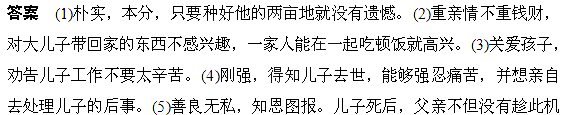 答案 (1)朴实，本分，只要种好他的两亩地就没有遗憾。(2)重亲情不重钱财，
对大儿子带回家的东西不感兴趣，一家人能在一起吃顿饭就高兴。(3)关爱孩子，
劝告儿子工作不要太辛苦。(4)刚强，得知儿子去世，能够强忍痛苦，并想亲自
去处理儿子的后事。(5)善良无私，知恩图报。儿子死后，父亲不但没有趁此机